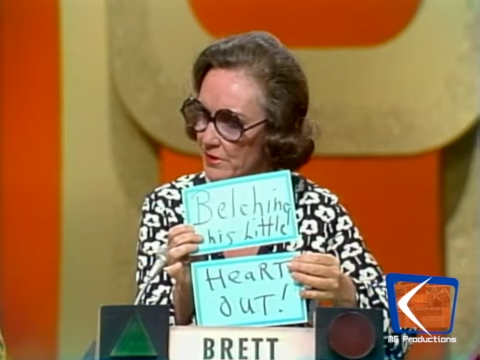 Belching
his Little
HeaRT
OUT!
BRETT
MG Productions